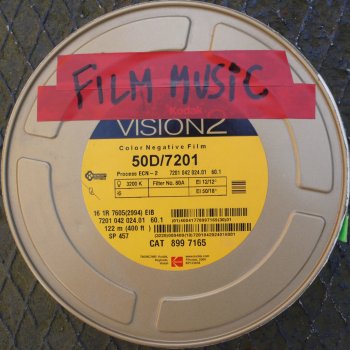 FILM MUSIC
Kodak
VISION2
Color Negative Film
50D/7201
Process ECN – 2 7201 042 024.01 60.1
3200 K Filter No. 80A EI 12/12°
EI 50/18°
16 1R 7605(2994) EI8
7201 042 024.01 60.1
122 m (400 ft)
SP 457
CAT 899 7165
Kodak